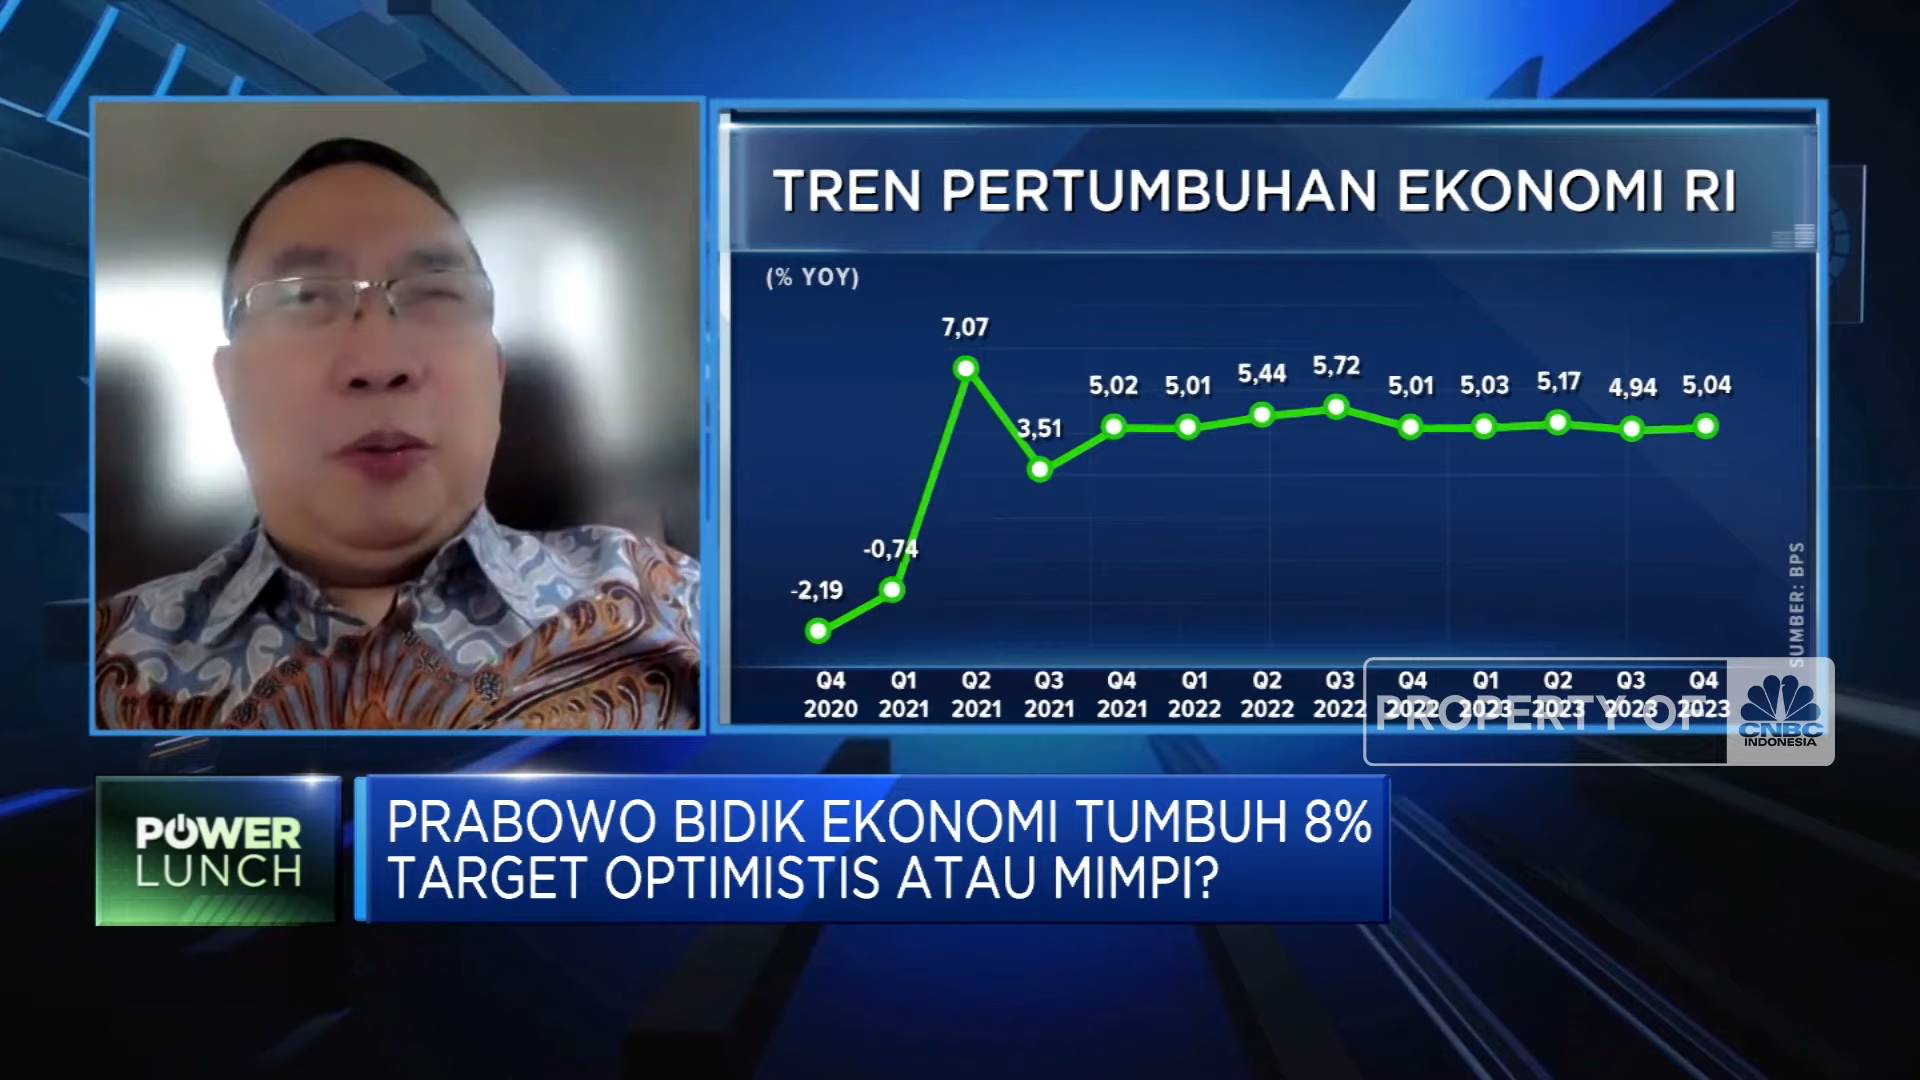 TREN PERTUMBUHAN EKONOMI RI
(% YOY)
-2,19
-0,74
7,07
3,51
5,02
5,01
5,44
5,72
5,01
5,03
5,17
4,94
5,04
Q4 Q1 Q2 Q3 Q4 Q1 Q2 Q3 Q4 Q1 Q2 Q3 Q4
2020 2021 2021 2021 2021 2022 2022 2022 2022 2023 2023 2023 2023
SUMBER: BPS
PROPERTY OF
CNBC
INDONESIA
POWER
LUNCH
PRABOWO BIDIK EKONOMI TUMBUH 8%
TARGET OPTIMISTIS ATAU MIMPI?